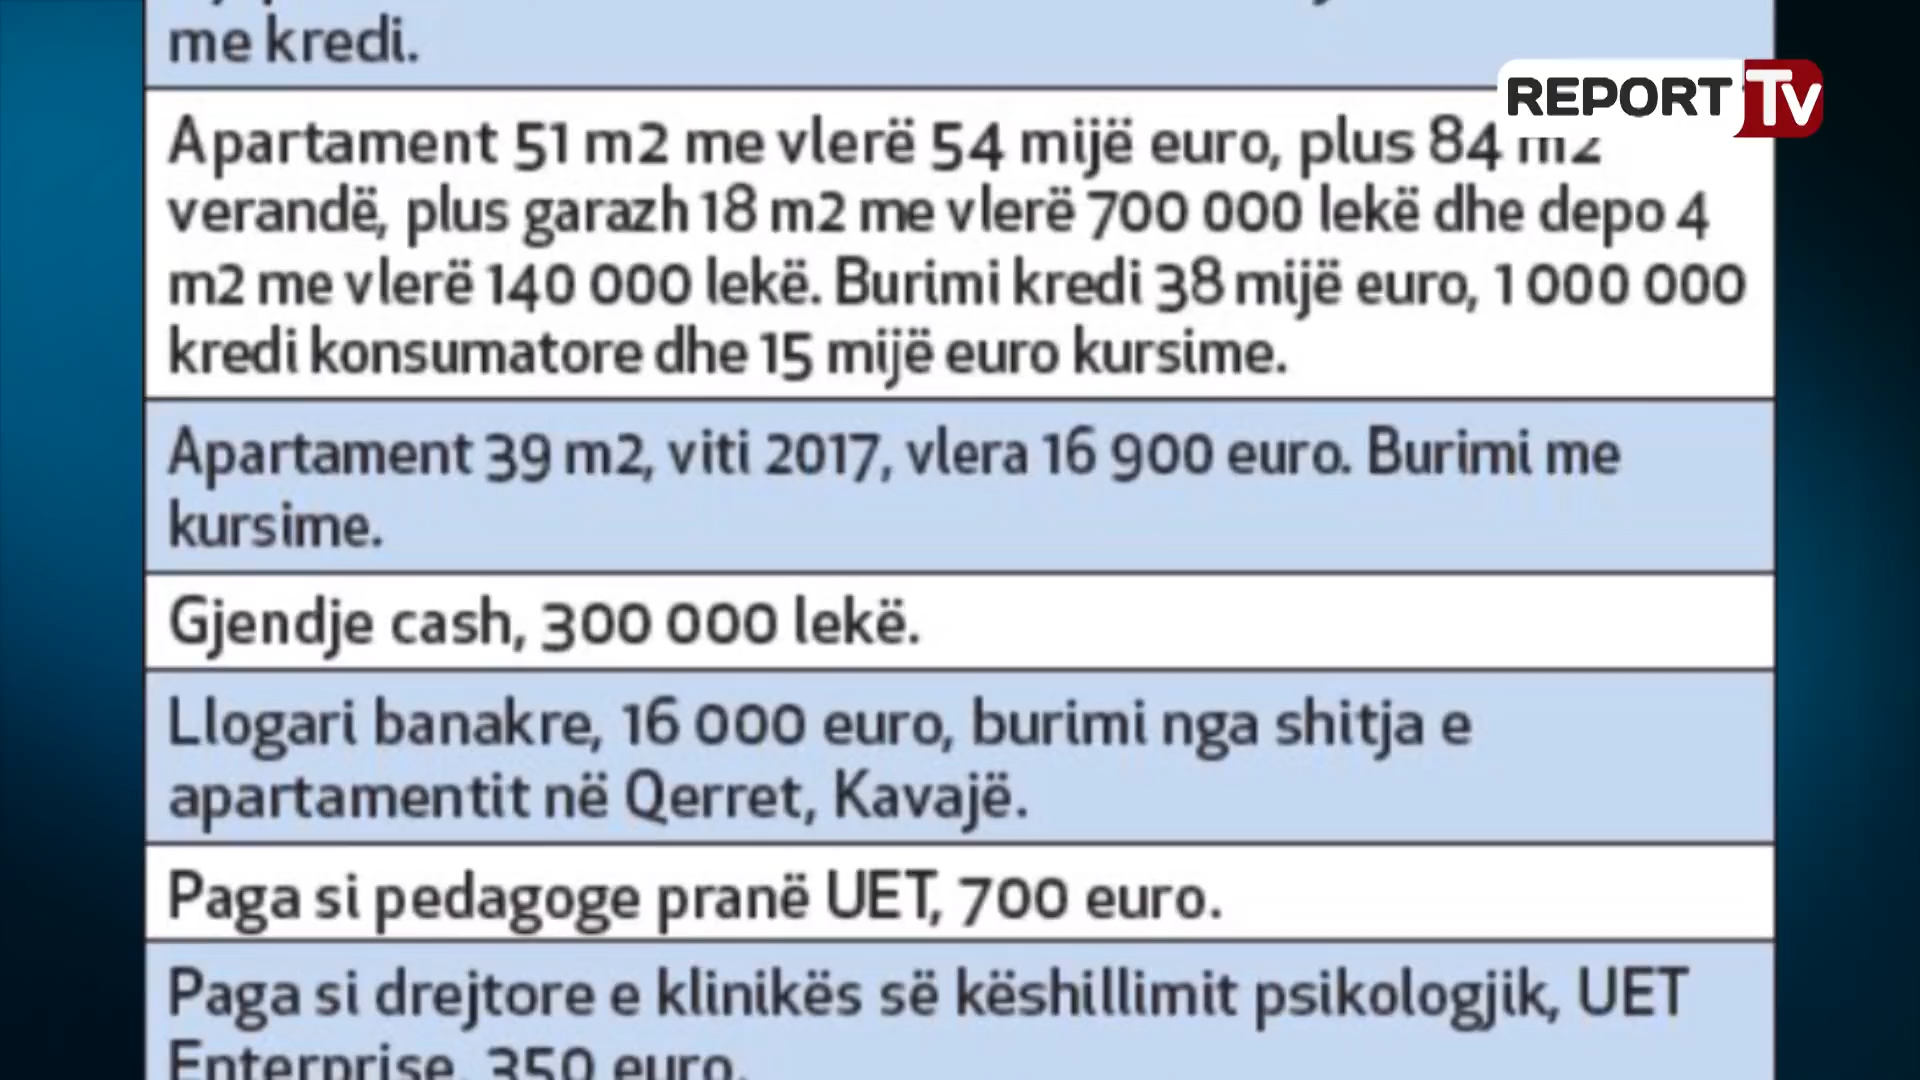 me kredi.
REPORT Tv
Apartament 51 m2 me vlerë 54 mijë euro, plus 84 m2
verandë, plus garazh 18 m2 me vlerë 700 000 lekë dhe depo 4
m2 me vlerë 140 000 lekë. Burimi kredi 38 mijë euro, 1 000 000
kredi konsumatore dhe 15 mijë euro kursime.
Apartament 39 m2, viti 2017, vlera 16 900 euro. Burimi me
kursime.
Gjendje cash, 300 000 lekë.
Llogari banakre, 16 000 euro, burimi nga shitja e
apartamentit në Qerret, Kavajë.
Paga si pedagoge pranë UET, 700 euro.
Paga si drejtore e klinikës së këshillimit psikologjik, UET
Enterprise, 350 euro.